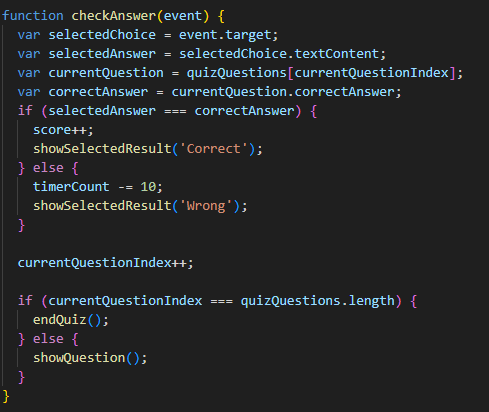 function checkAnswer(event) {
  var selectedChoice = event.target;
  var selectedAnswer = selectedChoice.textContent;
  var currentQuestion = quizQuestions[currentQuestionIndex];
  var correctAnswer = currentQuestion.correctAnswer;
  if (selectedAnswer === correctAnswer) {
    score++;
    showSelectedResult('Correct');
  } else {
    timerCount -= 10;
    showSelectedResult('Wrong');
  }

  currentQuestionIndex++;

  if (currentQuestionIndex === quizQuestions.length) {
    endQuiz();
  } else {
    showQuestion();
  }
}